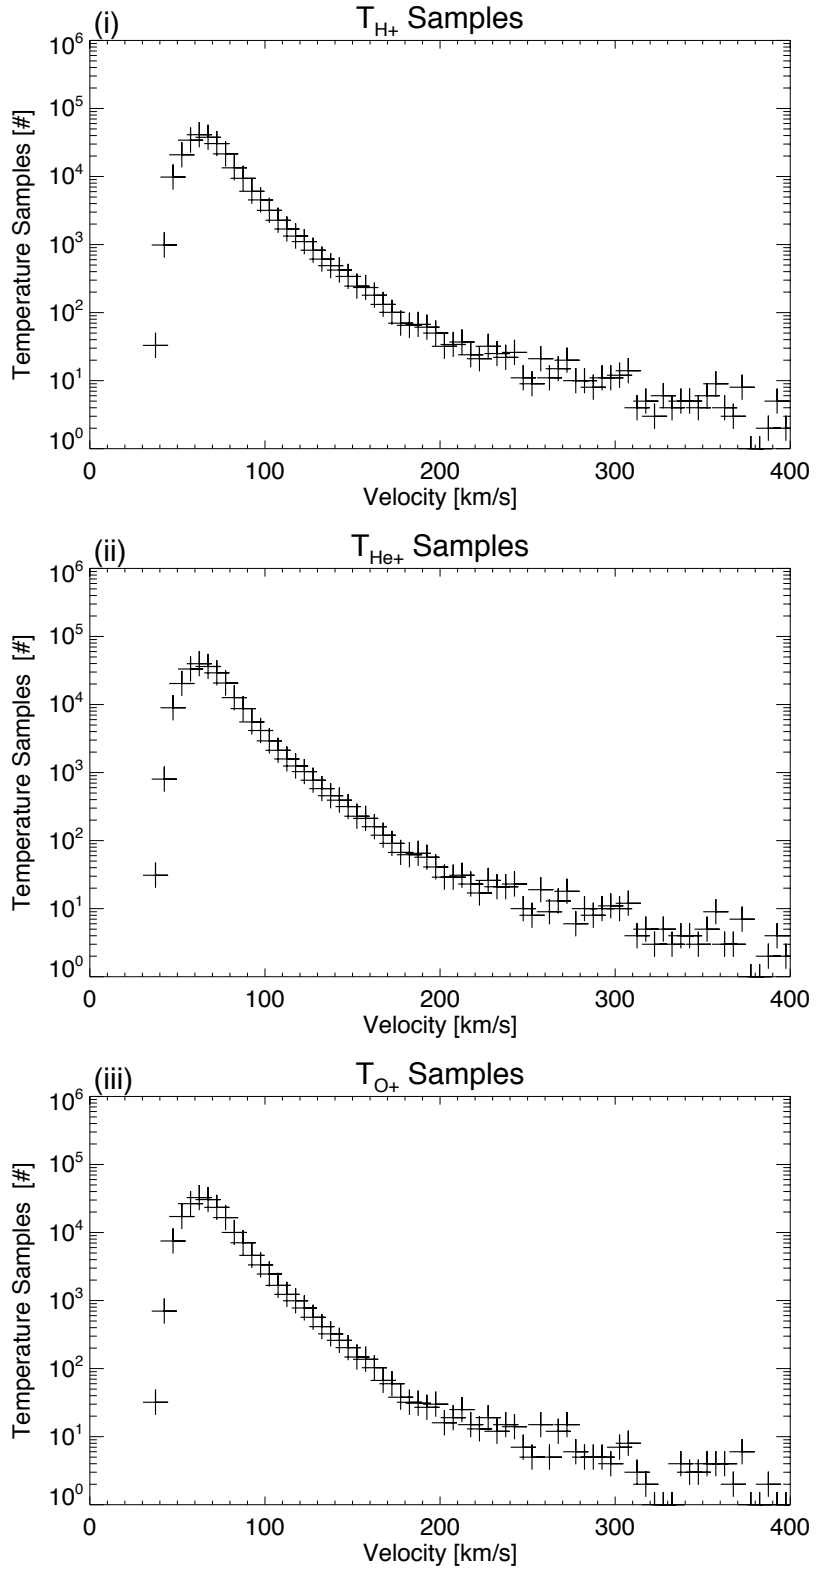 (i)
T_H+ Samples
Temperature Samples [#]
10^6
10^5
10^4
10^3
10^2
10^1
10^0
0 100 200 300 400
Velocity [km/s]
(ii)
T_He+ Samples
Temperature Samples [#]
10^6
10^5
10^4
10^3
10^2
10^1
10^0
0 100 200 300 400
Velocity [km/s]
(iii)
T_O+ Samples
Temperature Samples [#]
10^6
10^5
10^4
10^3
10^2
10^1
10^0
0 100 200 300 400
Velocity [km/s]